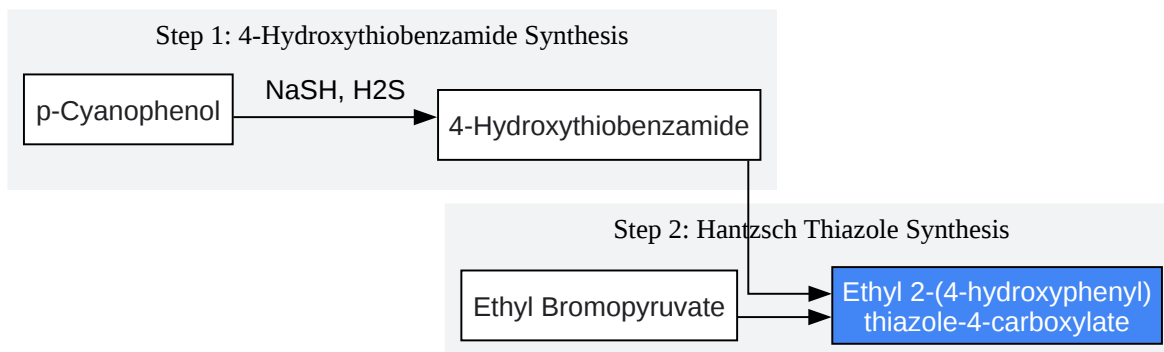 Step 1: 4-Hydroxythiobenzamide Synthesis
p-Cyanophenol
NaSH, H2S
4-Hydroxythiobenzamide
Step 2: Hantzsch Thiazole Synthesis
Ethyl Bromopyruvate
Ethyl 2-(4-hydroxyphenyl)
thiazole-4-carboxylate